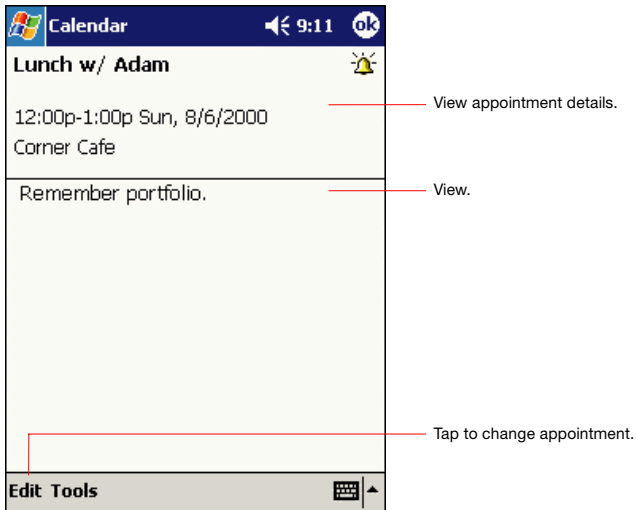 Calendar 9:11 ok
Lunch w/ Adam
12:00p-1:00p Sun, 8/6/2000
View appointment details.
Corner Cafe
Remember portfolio.
View.
Tap to change appointment.
Edit Tools